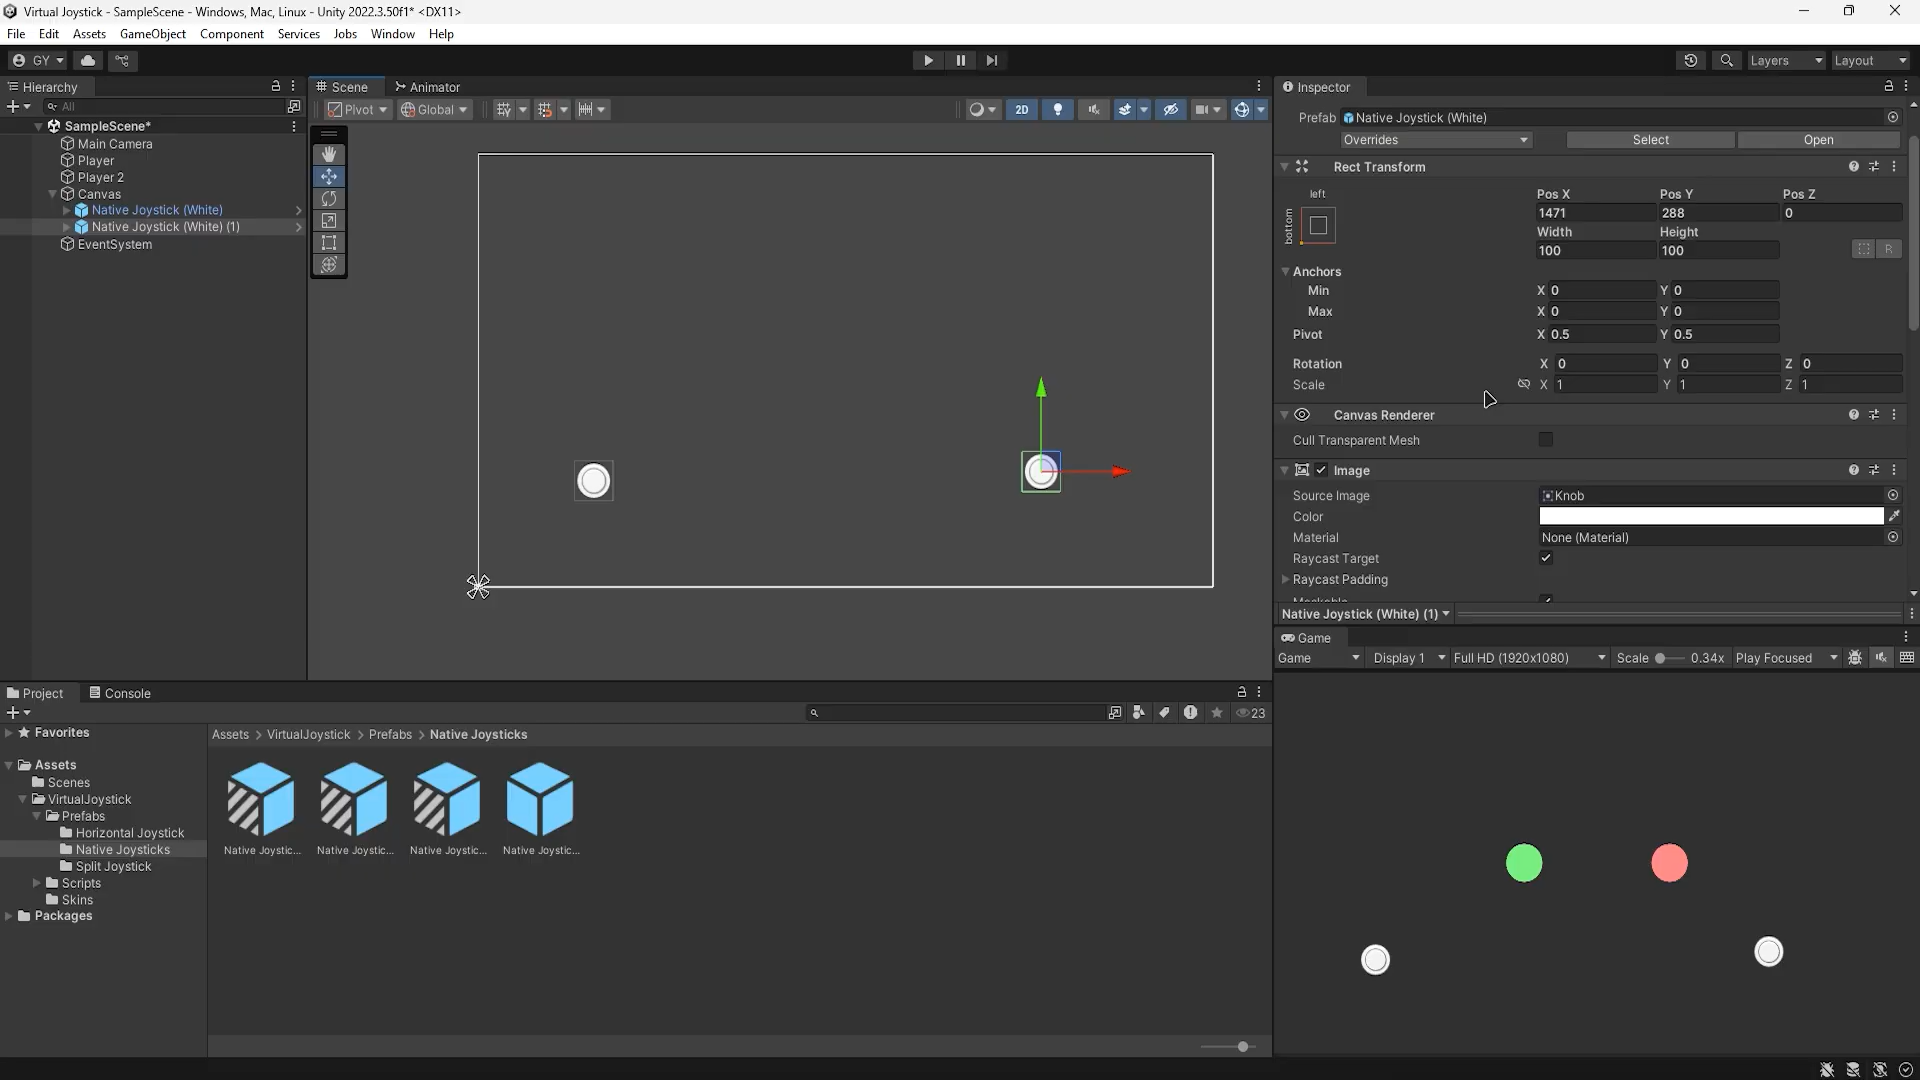 Virtual Joystick - SampleScene - Windows, Mac, Linux - Unity 2022.3.50f1* <DX11>
File Edit Assets GameObject Component Services Jobs Window Help
GY
Layers Layout
Hierarchy
All
SampleScene*
Main Camera
Player
Player 2
Canvas
Native Joystick (White)
Native Joystick (White) (1)
EventSystem
Scene Animator
Pivot Global 2D
Inspector
Prefab Native Joystick (White)
Overrides Select Open
Rect Transform
left
bottom
Pos X Pos Y Pos Z
1471 288 0
Width Height
100 100
R
Anchors
Min X 0 Y 0
Max X 0 Y 0
Pivot X 0.5 Y 0.5
Rotation X 0 Y 0 Z 0
Scale X 1 Y 1 Z 1
Canvas Renderer
Cull Transparent Mesh
Image
Source Image Knob
Color
Material None (Material)
Raycast Target
Raycast Padding
Native Joystick (White) (1)
Game
Game Display 1 Full HD (1920x1080) Scale 0.34x Play Focused
Project Console
23
Favorites
Assets
Scenes
VirtualJoystick
Prefabs
Horizontal Joystick
Native Joysticks
Split Joystick
Scripts
Skins
Packages
Assets > VirtualJoystick > Prefabs > Native Joysticks
Native Joystic... Native Joystic... Native Joystic... Native Joystic...